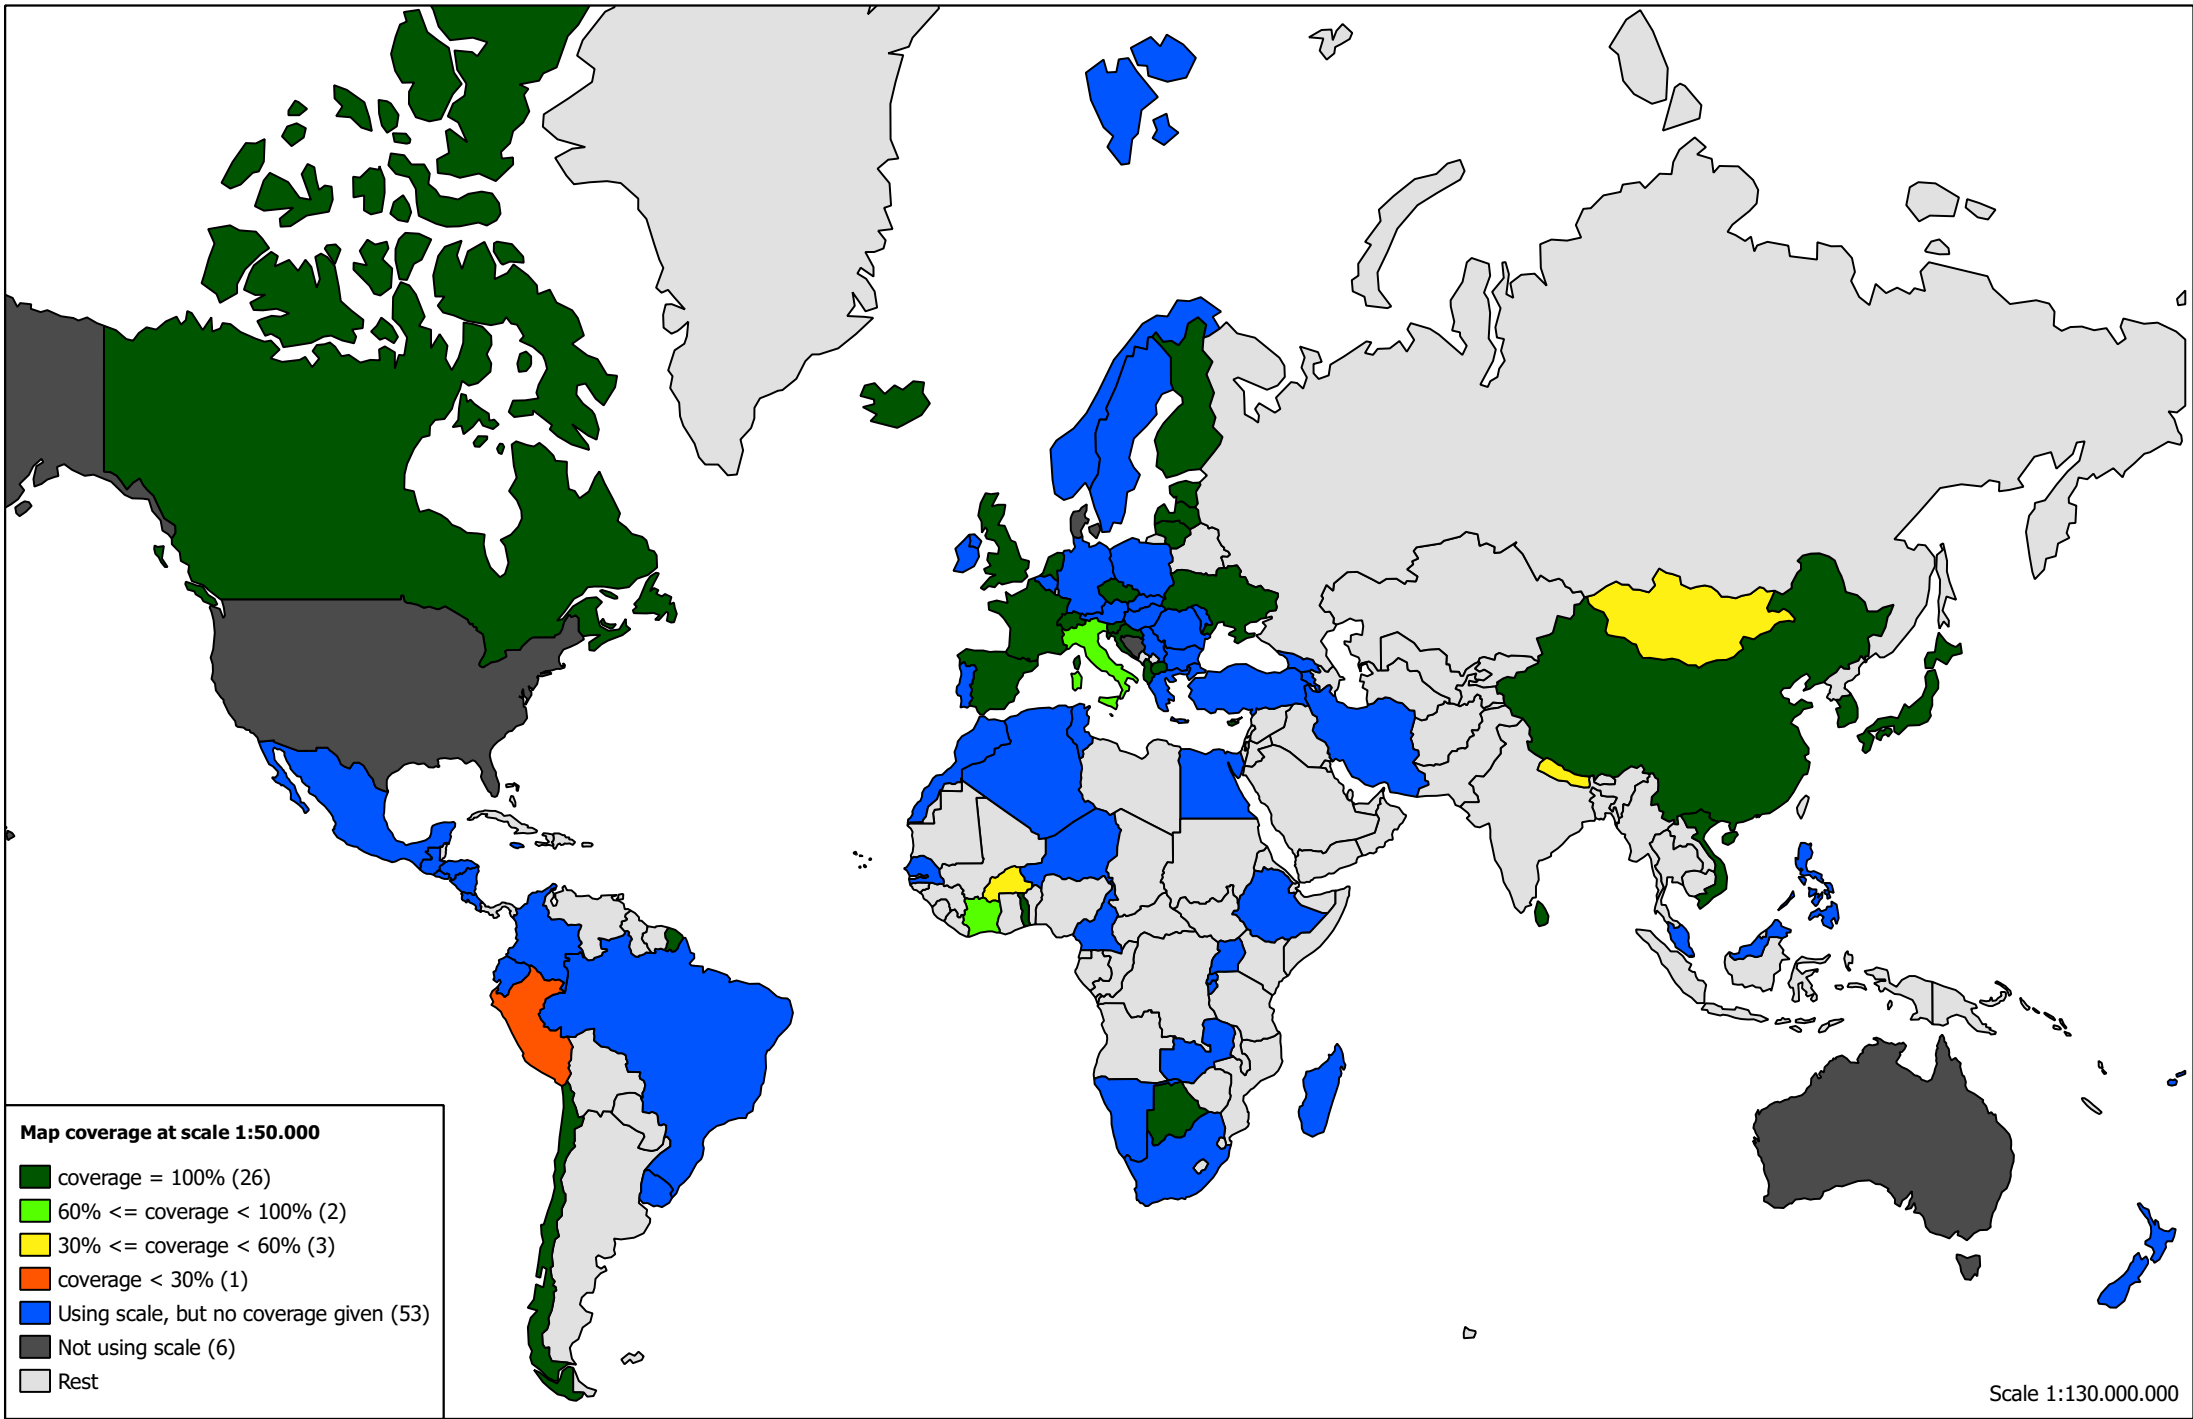 Map coverage at scale 1:50.000
coverage = 100% (26)
60% <= coverage < 100% (2)
30% <= coverage < 60% (3)
coverage < 30% (1)
Using scale, but no coverage given (53)
Not using scale (6)
Rest
Scale 1:130.000.000